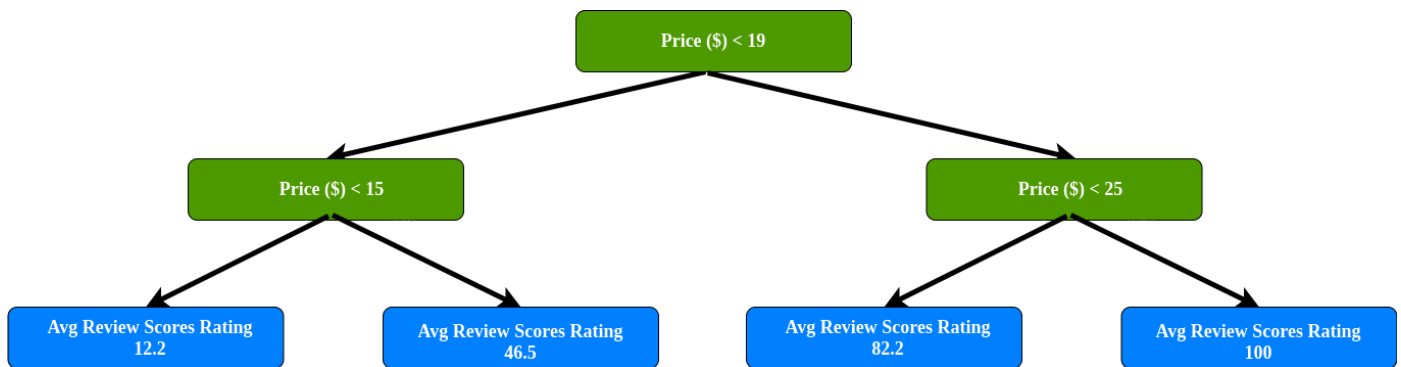 Price ($) < 19
Price ($) < 15
Price ($) < 25
Avg Review Scores Rating
12.2
Avg Review Scores Rating
46.5
Avg Review Scores Rating
82.2
Avg Review Scores Rating
100